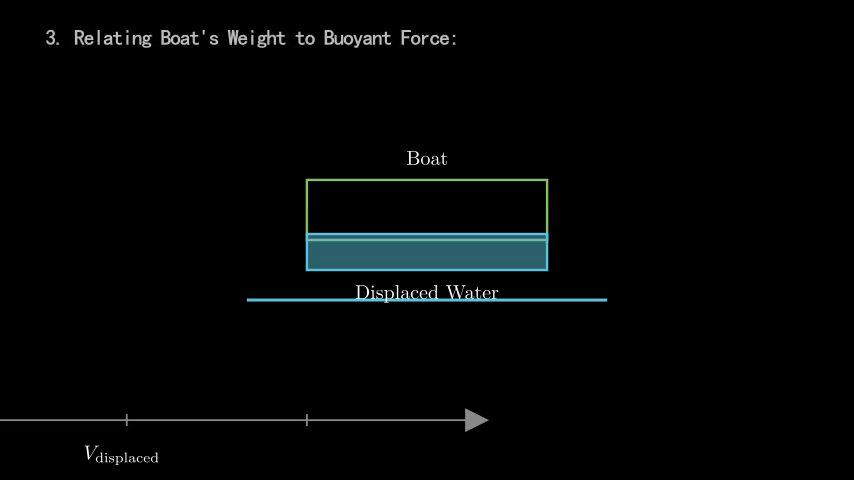 3. Relating Boat's Weight to Buoyant Force:
Boat
Displaced Water
V_displaced